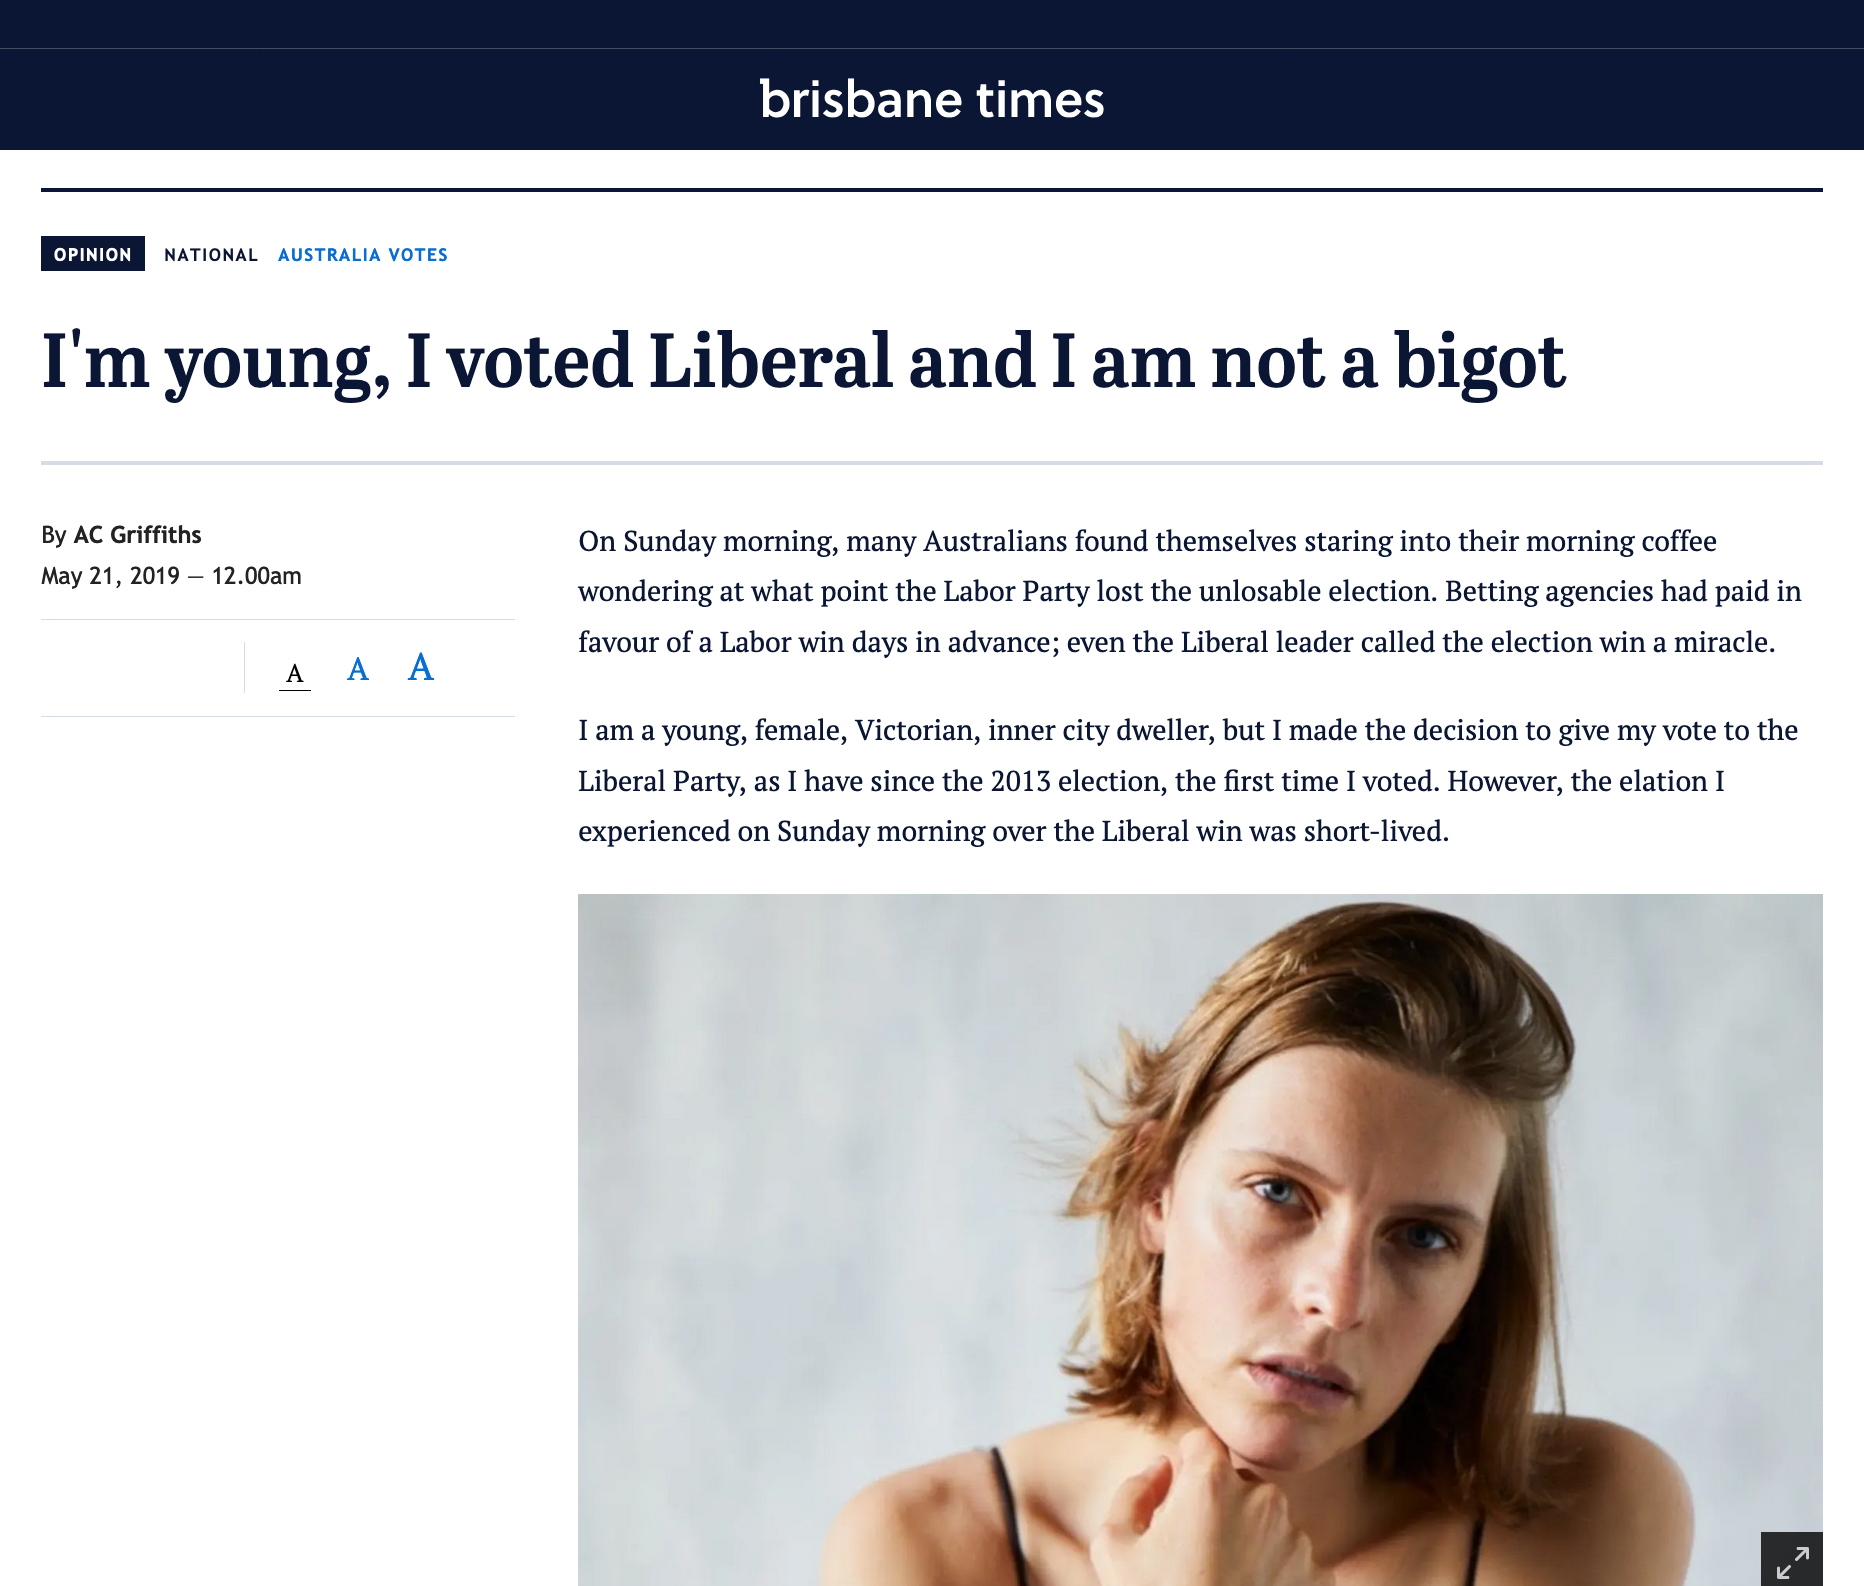 brisbane times
OPINION NATIONAL AUSTRALIA VOTES
I'm young, I voted Liberal and I am not a bigot
By AC Griffiths
May 21, 2019 — 12.00am
A A A
On Sunday morning, many Australians found themselves staring into their morning coffee
wondering at what point the Labor Party lost the unlosable election. Betting agencies had paid in
favour of a Labor win days in advance; even the Liberal leader called the election win a miracle.
I am a young, female, Victorian, inner city dweller, but I made the decision to give my vote to the
Liberal Party, as I have since the 2013 election, the first time I voted. However, the elation I
experienced on Sunday morning over the Liberal win was short-lived.